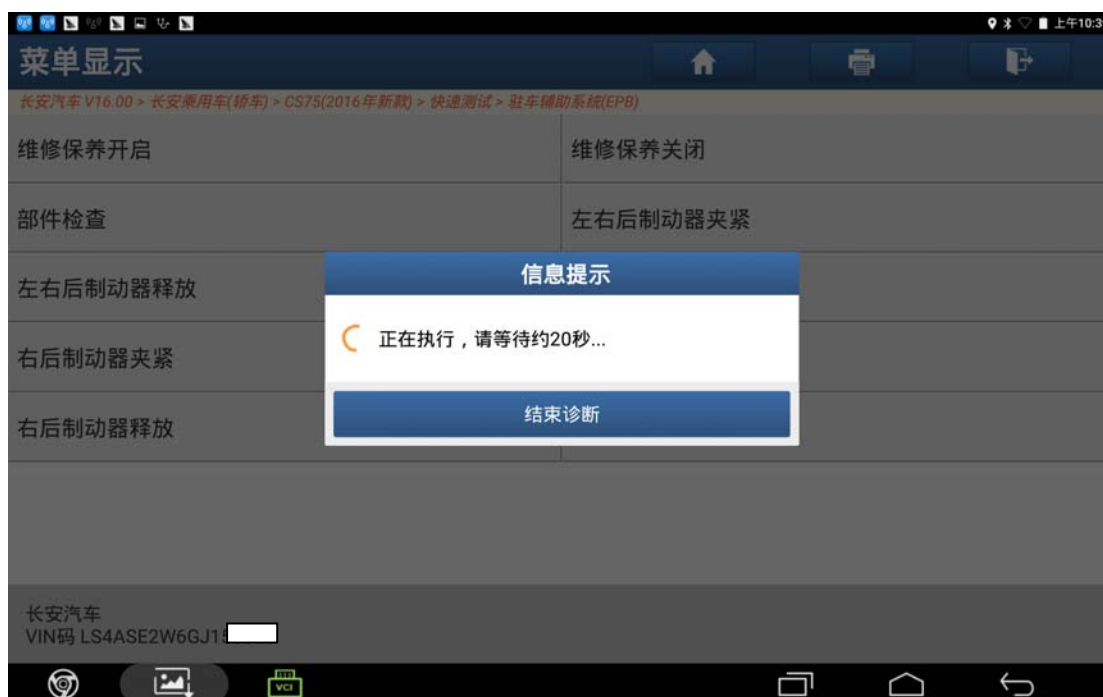 上午10:3
菜单显示
长安汽车 V16.00 > 长安乘用车(轿车) > CS75(2016年新款) > 快速测试 > 驻车辅助系统(EPB)
维修保养开启
维修保养关闭
部件检查
左右后制动器夹紧
左右后制动器释放
右后制动器夹紧
右后制动器释放
信息提示
正在执行，请等待约20秒...
结束诊断
长安汽车
VIN码 LS4ASE2W6GJ1
VCI